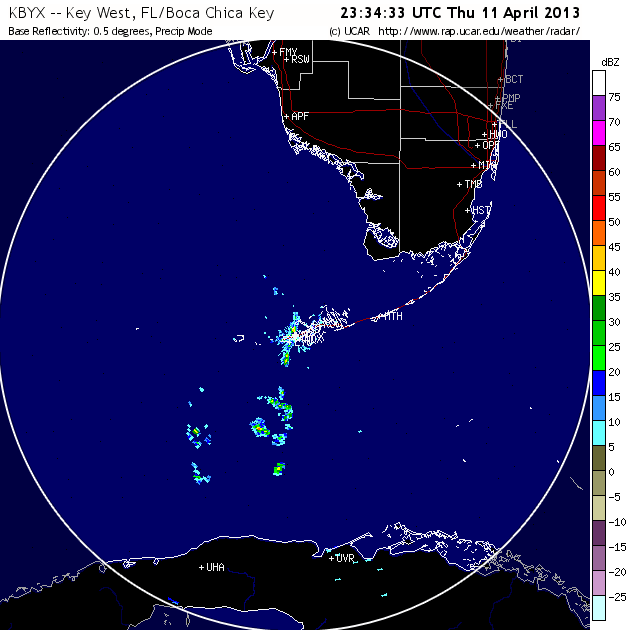 KBYX -- Key West, FL/Boca Chica Key
23:34:33 UTC Thu 11 April 2013
Base Reflectivity: 0.5 degrees, Precip Mode
(c) UCAR http://www.rap.ucar.edu/weather/radar/
dBZ
75
70
65
60
55
50
45
40
35
30
25
20
15
10
5
0
-5
-10
-15
-20
-25
FMY
RSW
BCT
PMP
FXE
APF
HWO
OPF
TMB
HST
MTH
UVR
UHA